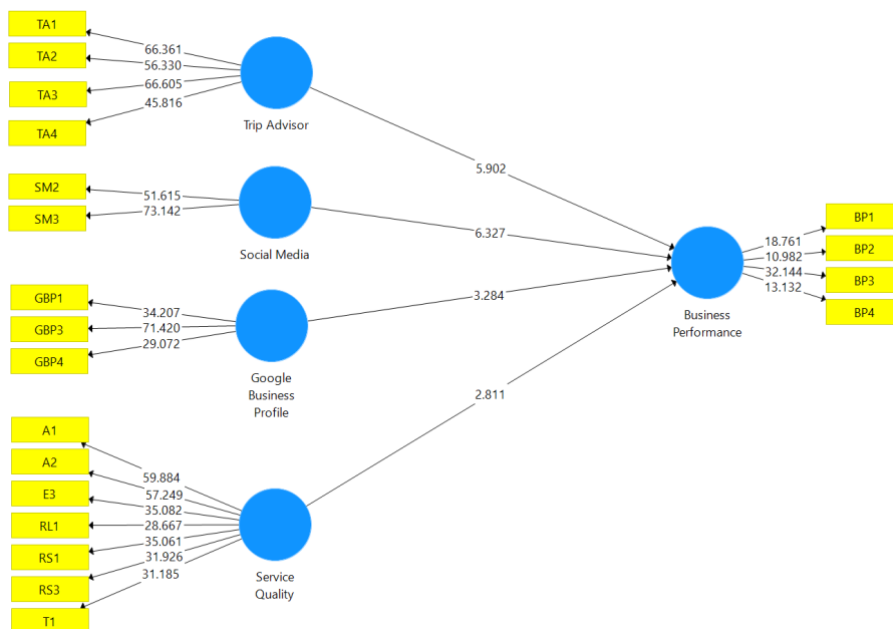 TA1
66.361
TA2
56.330
TA3
66.605
TA4
45.816
Trip Advisor
5.902
SM2
51.615
SM3
73.142
Social Media
6.327
GBP1
34.207
GBP3
71.420
GBP4
29.072
Google
Business
Profile
3.284
A1
59.884
A2
57.249
E3
35.082
RL1
28.667
RS1
35.061
RS3
31.926
T1
31.185
Service
Quality
2.811
Business
Performance
BP1
18.761
BP2
10.982
BP3
32.144
BP4
13.132